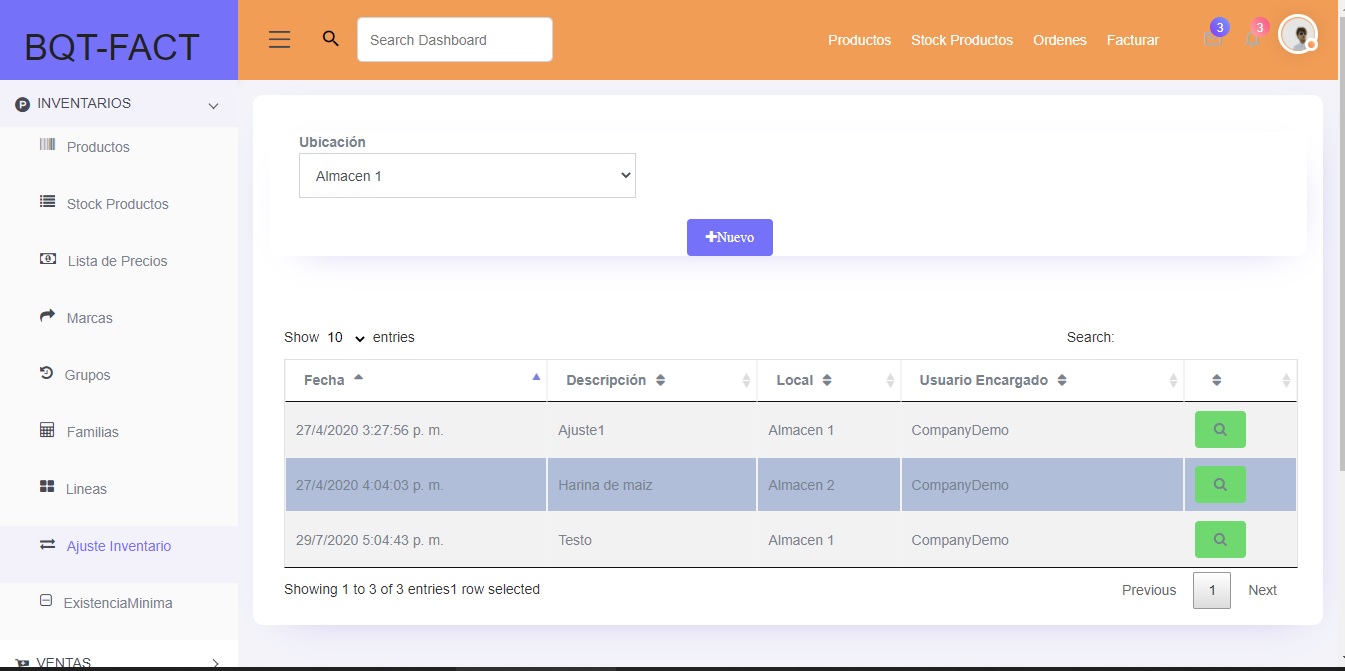 BQT-FACT
Search Dashboard
Productos Stock Productos Ordenes Facturar
3 3
P INVENTARIOS
Productos
Stock Productos
Lista de Precios
Marcas
Grupos
Familias
Lineas
Ajuste Inventario
ExistenciaMinima
VENTAS
Ubicación
Almacen 1
Nuevo
Show 10 entries Search:
Fecha Descripción Local Usuario Encargado
27/4/2020 3:27:56 p. m. Ajuste1 Almacen 1 CompanyDemo
27/4/2020 4:04:03 p. m. Harina de maiz Almacen 2 CompanyDemo
29/7/2020 5:04:43 p. m. Testo Almacen 1 CompanyDemo
Showing 1 to 3 of 3 entries1 row selected Previous 1 Next